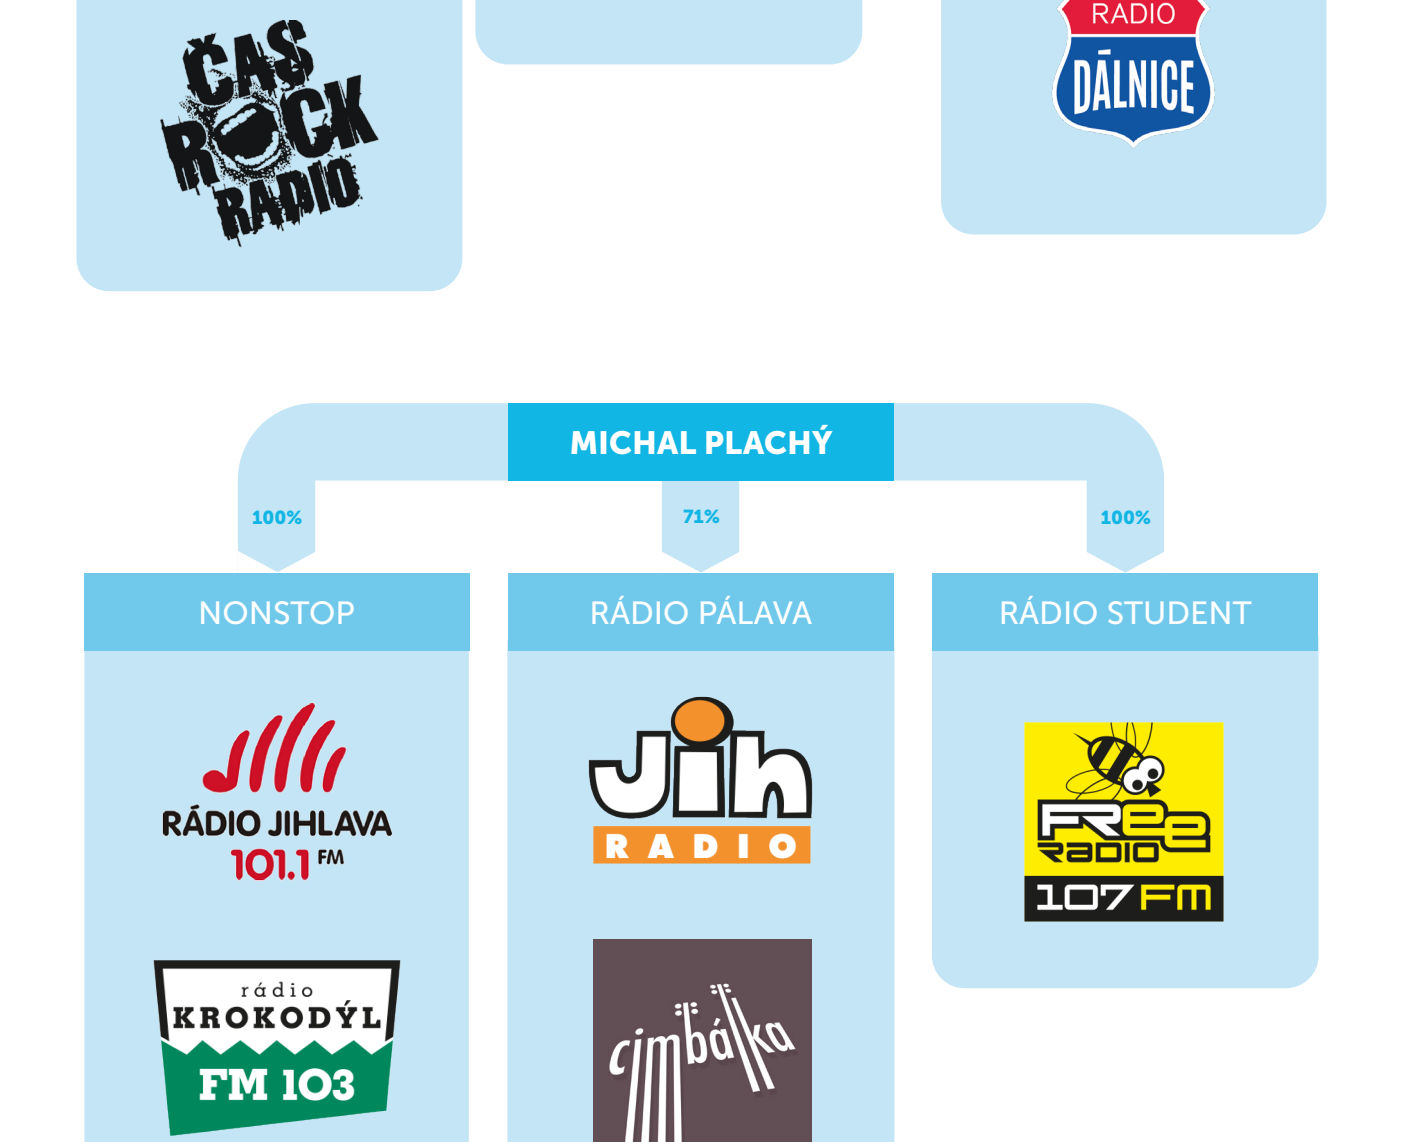 ČAS
ROCK
RADIO
RADIO
DÁLNICE
MICHAL PLACHÝ
100%
71%
100%
NONSTOP
RÁDIO PÁLAVA
RÁDIO STUDENT
RÁDIO JIHLAVA
101.1 FM
Jih
RADIO
FREE
RADIO
107 FM
rádio
KROKODÝL
FM 103
cimbálka